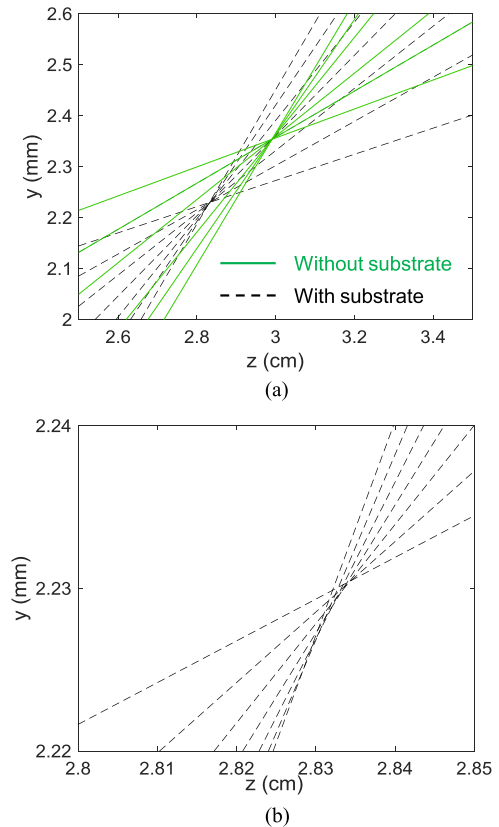 2.6
2.5
2.4
2.3
2.2
2.1
2
y (mm)
Without substrate
With substrate
2.6 2.8 3 3.2 3.4
z (cm)
(a)
2.24
2.23
2.22
y (mm)
2.8 2.81 2.82 2.83 2.84 2.85
z (cm)
(b)